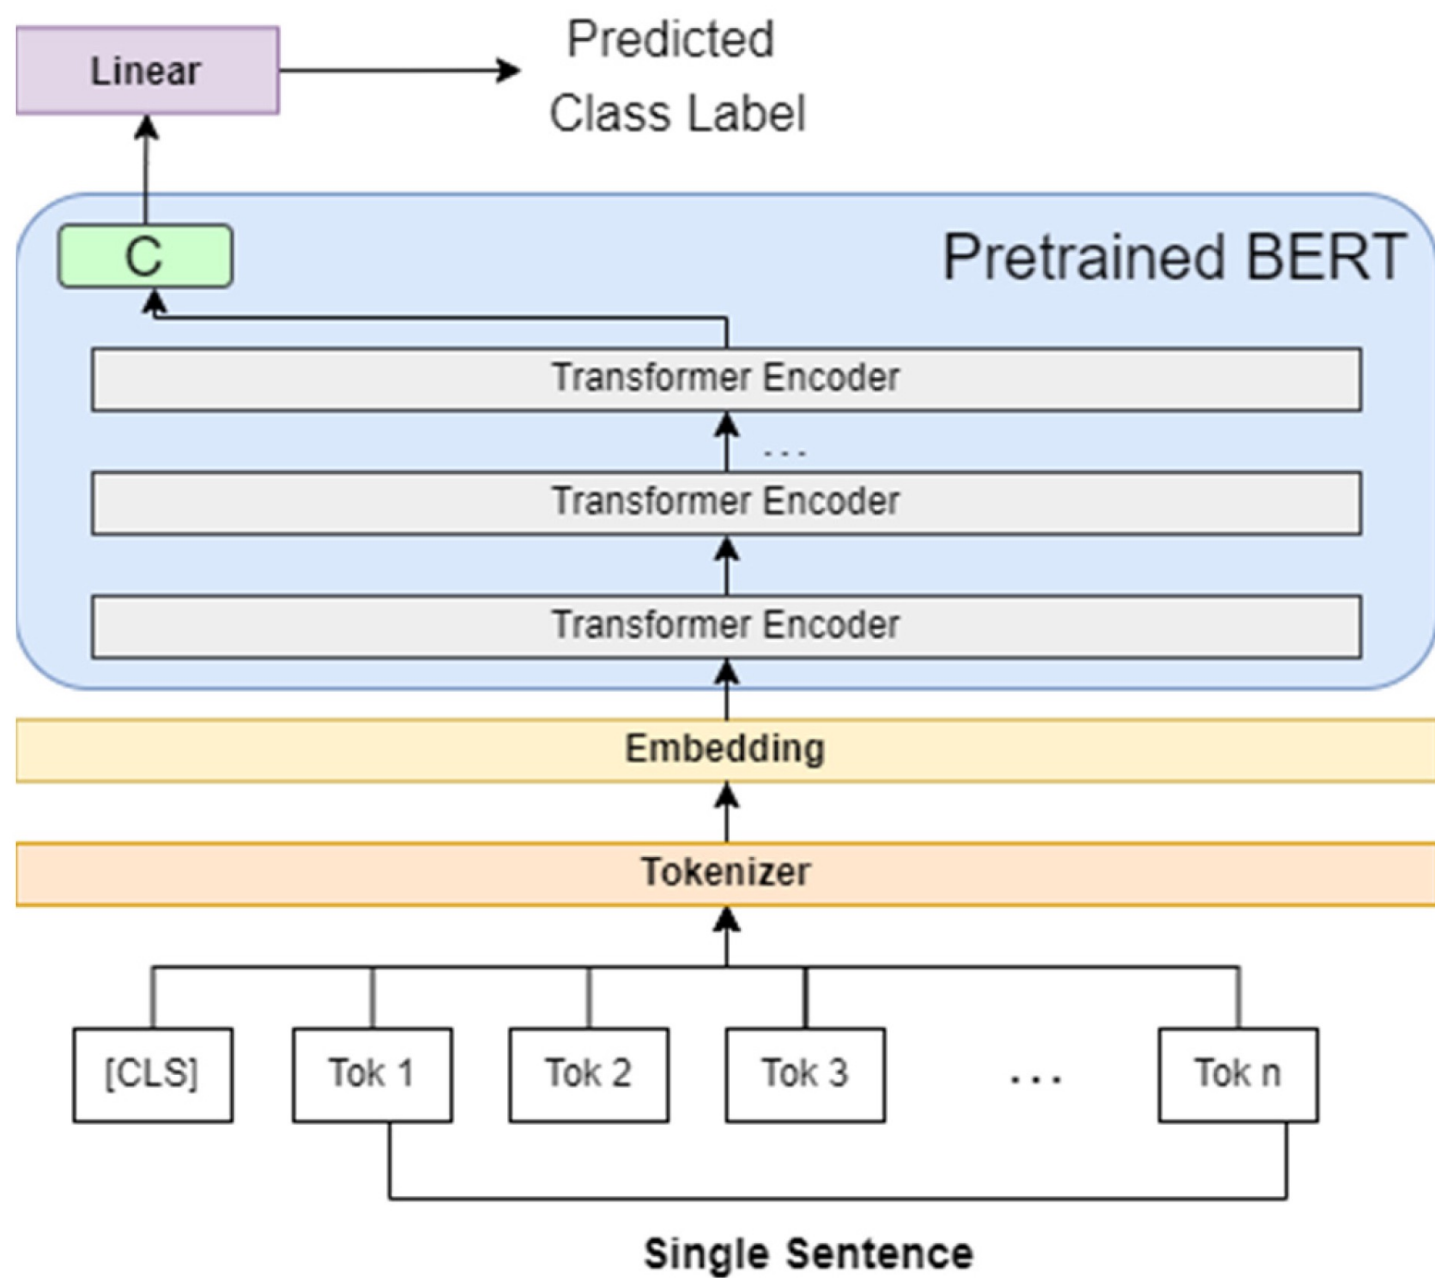 Linear
Predicted
Class Label
C
Pretrained BERT
Transformer Encoder
...
Transformer Encoder
Transformer Encoder
Embedding
Tokenizer
[CLS] Tok 1 Tok 2 Tok 3 ... Tok n
Single Sentence